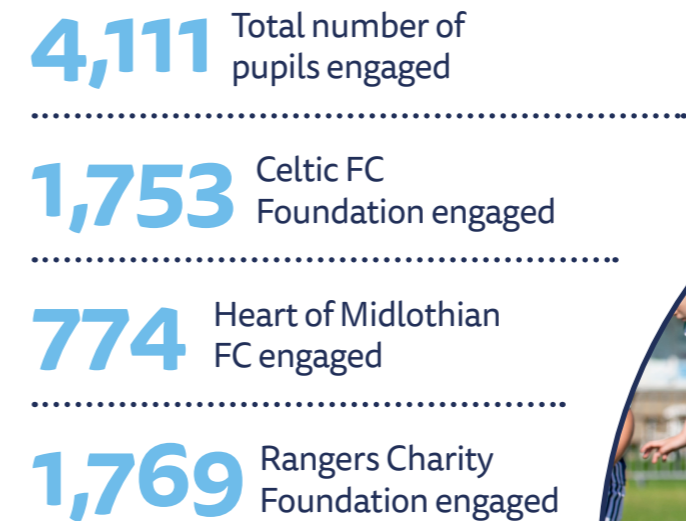 4,111 Total number of
pupils engaged
1,753 Celtic FC
Foundation engaged
774 Heart of Midlothian
FC engaged
1,769 Rangers Charity
Foundation engaged